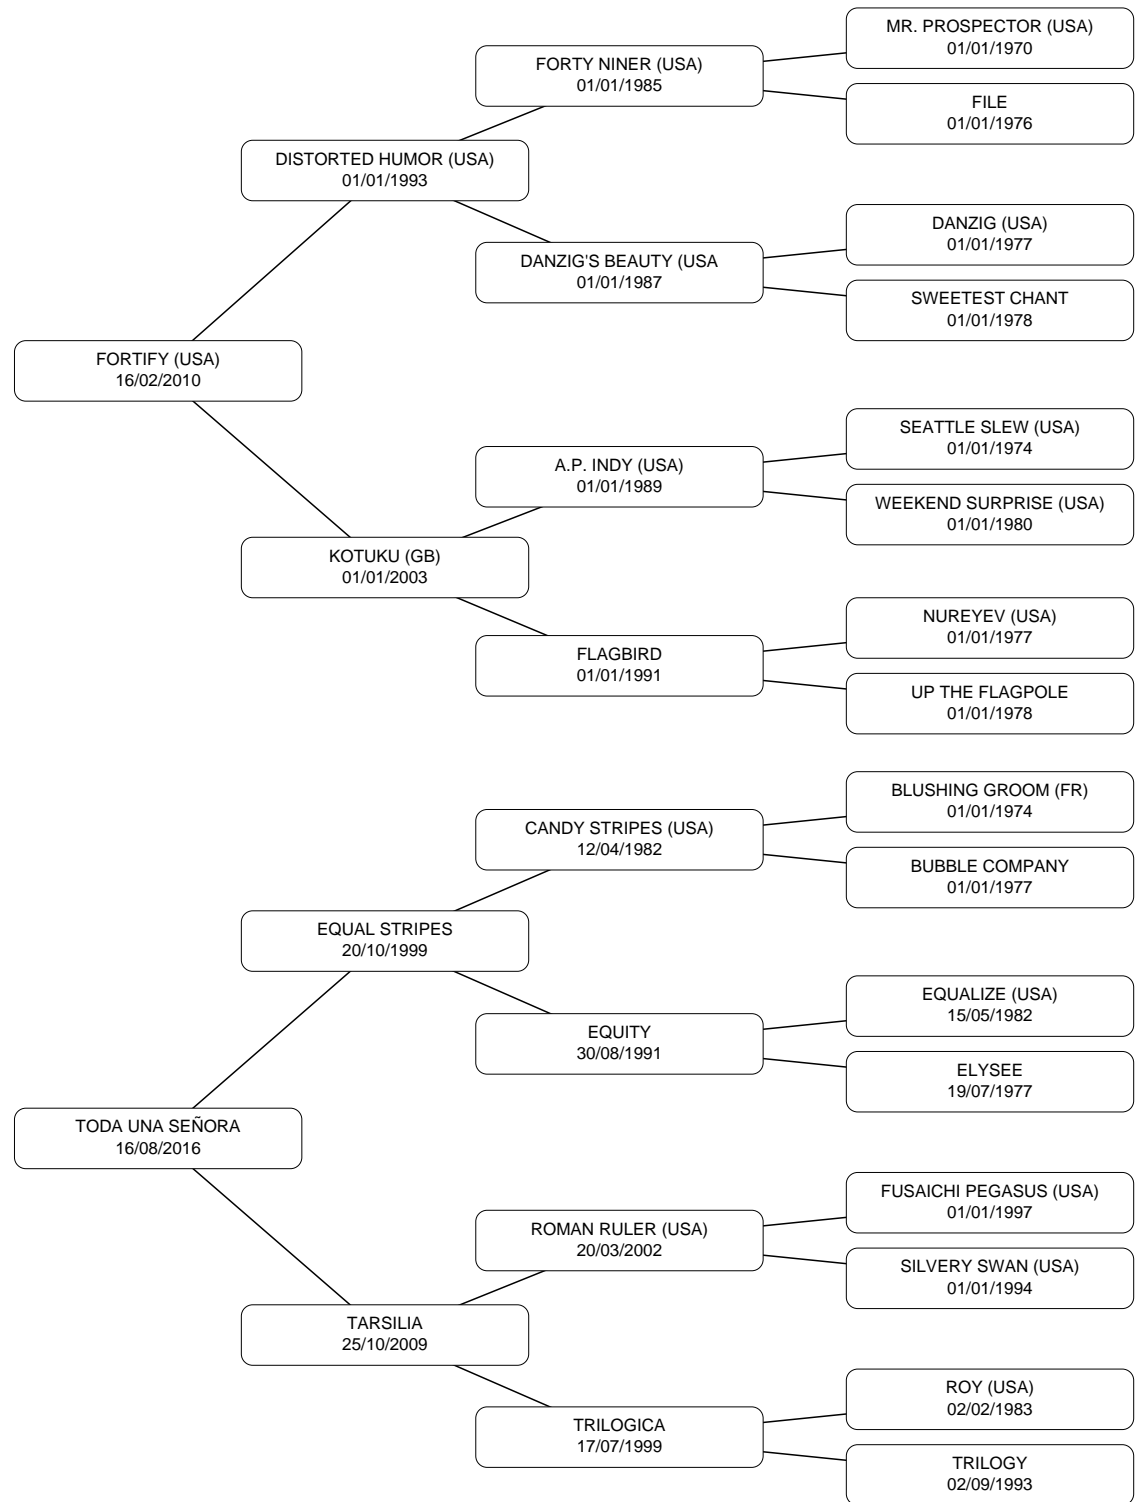 MR. PROSPECTOR (USA)
01/01/1970
FORTY NINER (USA)
01/01/1985
FILE
01/01/1976
DISTORTED HUMOR (USA)
01/01/1993
DANZIG (USA)
01/01/1977
DANZIG'S BEAUTY (USA
01/01/1987
SWEETEST CHANT
01/01/1978
FORTIFY (USA)
16/02/2010
SEATTLE SLEW (USA)
01/01/1974
A.P. INDY (USA)
01/01/1989
WEEKEND SURPRISE (USA)
01/01/1980
KOTUKU (GB)
01/01/2003
NUREYEV (USA)
01/01/1977
FLAGBIRD
01/01/1991
UP THE FLAGPOLE
01/01/1978
BLUSHING GROOM (FR)
01/01/1974
CANDY STRIPES (USA)
12/04/1982
BUBBLE COMPANY
01/01/1977
EQUAL STRIPES
20/10/1999
EQUALIZE (USA)
15/05/1982
EQUITY
30/08/1991
ELYSEE
19/07/1977
TODA UNA SEÑORA
16/08/2016
FUSAICHI PEGASUS (USA)
01/01/1997
ROMAN RULER (USA)
20/03/2002
SILVERY SWAN (USA)
01/01/1994
TARSILIA
25/10/2009
ROY (USA)
02/02/1983
TRILOGICA
17/07/1999
TRILOGY
02/09/1993